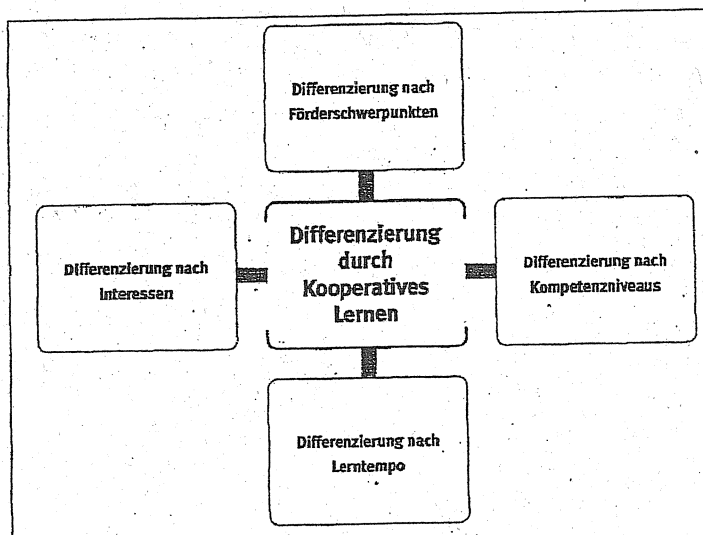 Differenzierung nach
Förderschwerpunkten
Differenzierung nach
Interessen
Differenzierung
durch
Kooperatives
Lernen
Differenzierung nach
Kompetenzniveaus
Differenzierung nach
Lerntempo